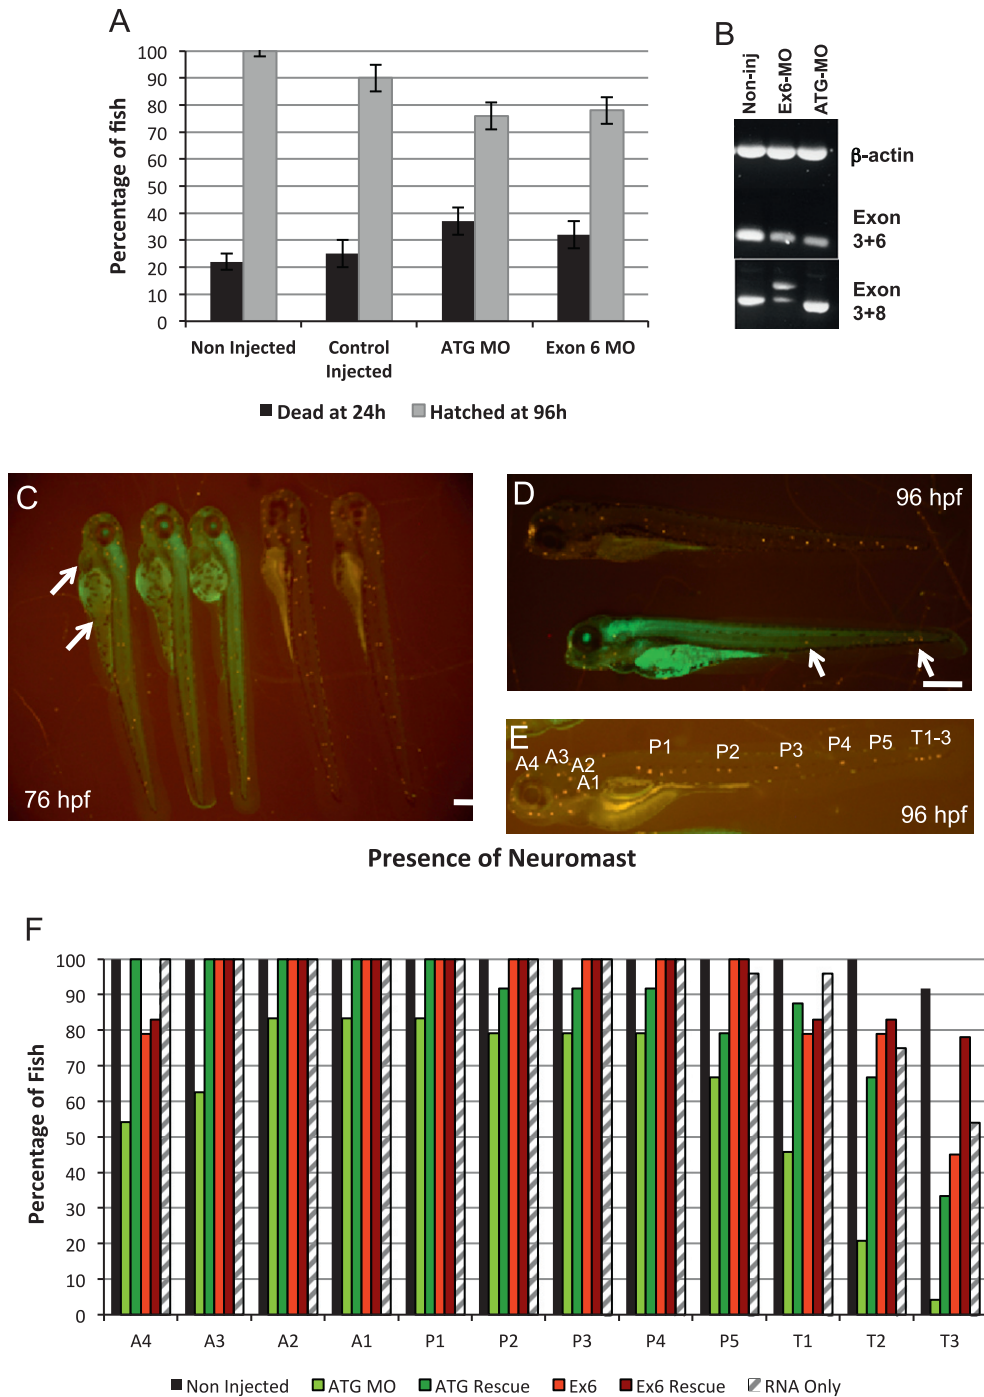 A
Percentage of fish
100
90
80
70
60
50
40
30
20
10
0
Non Injected
Control
Injected
ATG MO
Exon 6 MO
Dead at 24h
Hatched at 96h
B
Non-inj
Ex6-MO
ATG-MO
β-actin
Exon
3+6
Exon
3+8
C
76 hpf
D
96 hpf
E
A4
A3
A2
A1
P1
P2
P3
P4
P5
T1-3
96 hpf
Presence of Neuromast
F
Percentage of Fish
100
90
80
70
60
50
40
30
20
10
0
A4
A3
A2
A1
P1
P2
P3
P4
P5
T1
T2
T3
Non Injected
ATG MO
ATG Rescue
Ex6
Ex6 Rescue
RNA Only